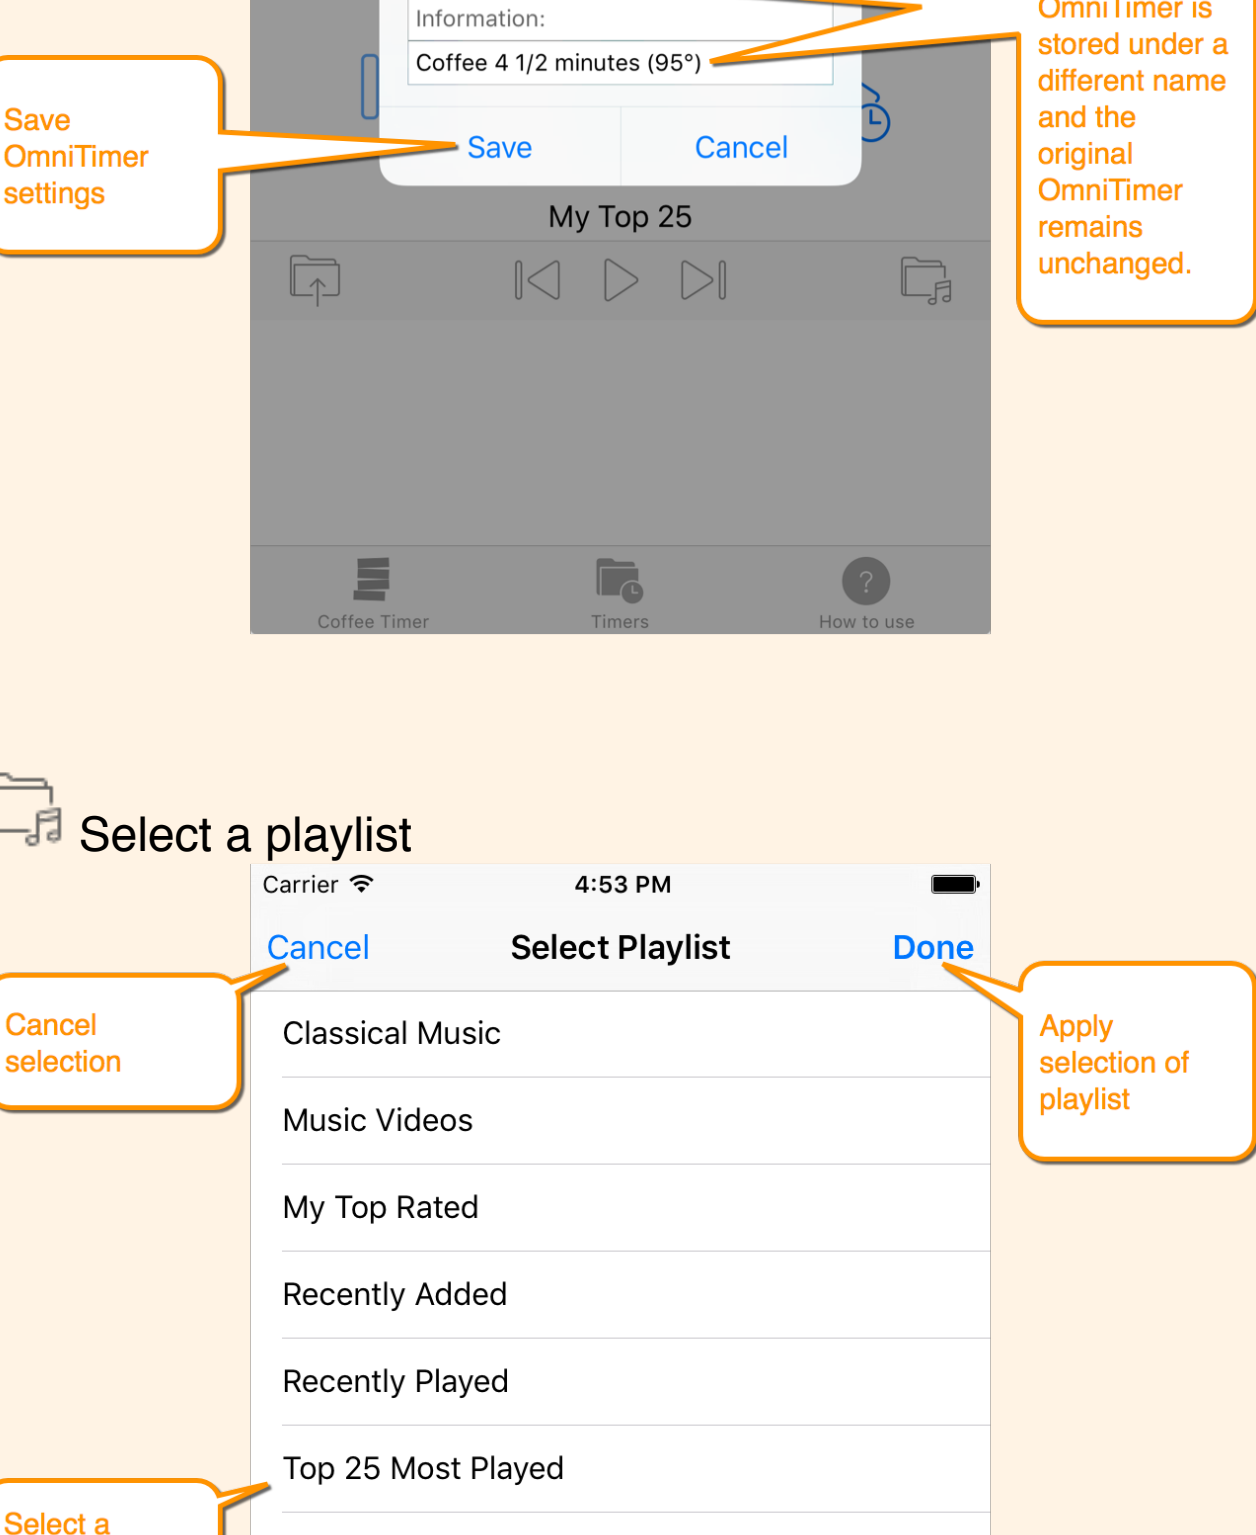 Information:
Coffee 4 1/2 minutes (95°)
Save
Cancel
Save
OmniTimer
settings
OmniTimer is
stored under a
different name
and the
original
OmniTimer
remains
unchanged.
My Top 25
Coffee Timer
Timers
?
How to use
Select a playlist
Carrier
4:53 PM
Cancel
Select Playlist
Done
Cancel
selection
Apply
selection of
playlist
Classical Music
Music Videos
My Top Rated
Recently Added
Recently Played
Top 25 Most Played
Select a